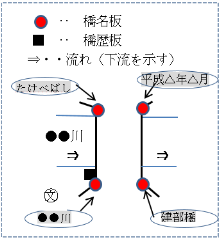 ‥ 橋名板
‥ 橋歴板
⇒・・流れ（下流を示す）
たけべばし
平成△年△月
●●川
⇒ ⇒
文
●●川
建部橋